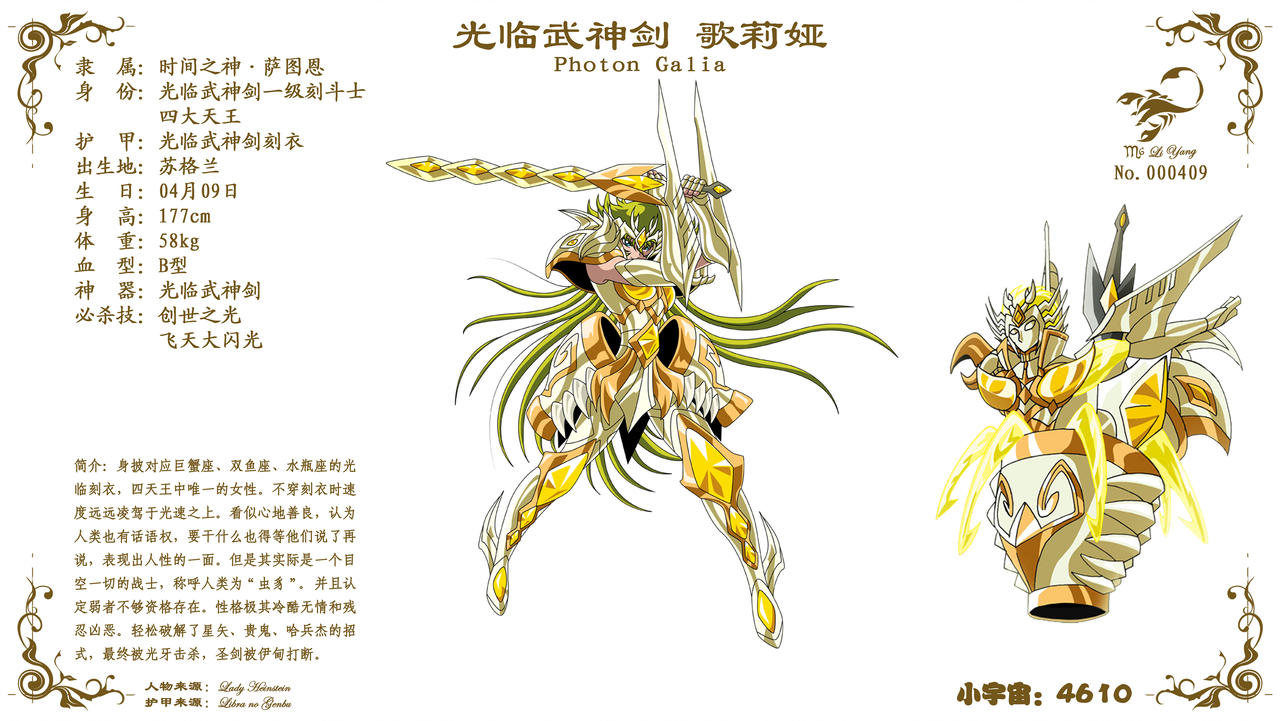 光临武神剑 歌莉娅
Photon Galia
隶 属：时间之神·萨图恩
身 份：光临武神剑一级刻斗士
四大天王
护 甲：光临武神剑刻衣
出生地：苏格兰
生 日：04月09日
身 高：177cm
体 重：58kg
血 型：B型
神 器：光临武神剑
必杀技：创世之光
飞天大闪光
Li Yang
No.000409
简介：身披对应巨蟹座、双鱼座、水瓶座的光
临刻衣，四天王中唯一的女性。不穿刻衣时速
度远远凌驾于光速之上。看似心地善良，认为
人类也有话语权，要干什么也得等他们说了再
说，表现出人性的一面。但是其实际是一个目
空一切的战士，称呼人类为“虫豸”。并且认
定弱者不够资格存在。性格极其冷酷无情和残
忍凶恶。轻松破解了星矢、贵鬼、哈兵杰的招
式，最终被光牙击杀，圣剑被伊甸打断。
人物来源：Lady Heinstein
护甲来源：Libra no Genbu
小宇宙：4610